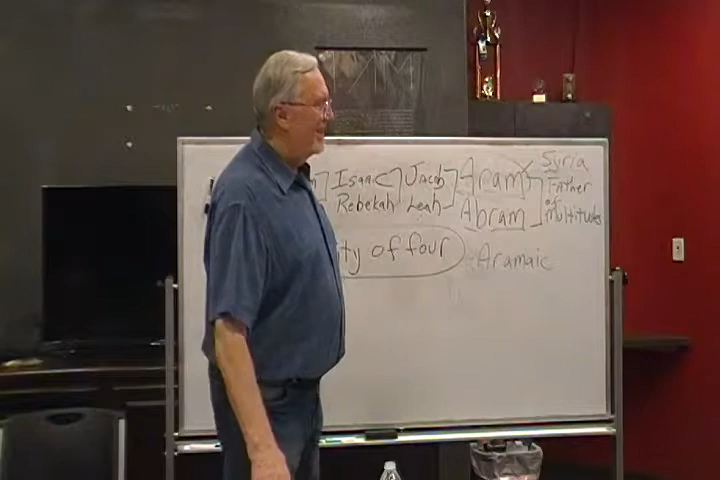 Isaac Jacob Aram Syria
Rebekah Leah Abram Father
of
Multitudes
ty of four Aramaic